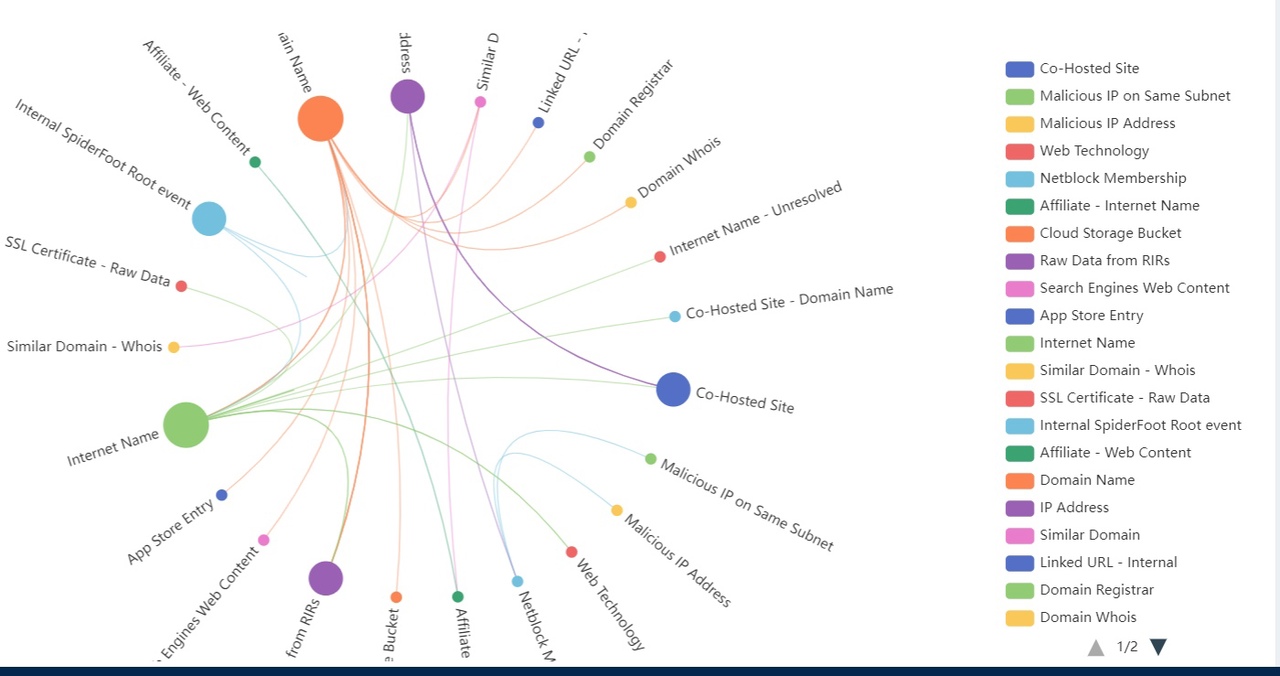 ain Name
ddress
Similar D
Linked URL -
Affiliate - Web Content
Domain Registrar
Internal SpiderFoot Root event
Domain Whois
Internet Name - Unresolved
SSL Certificate - Raw Data
Co-Hosted Site - Domain Name
Similar Domain - Whois
Co-Hosted Site
Internet Name
Malicious IP on Same Subnet
App Store Entry
Malicious IP Address
Engines Web Content
from RIRs
e Bucket
Affiliate
Netblock M
Web Technology
Co-Hosted Site
Malicious IP on Same Subnet
Malicious IP Address
Web Technology
Netblock Membership
Affiliate - Internet Name
Cloud Storage Bucket
Raw Data from RIRs
Search Engines Web Content
App Store Entry
Internet Name
Similar Domain - Whois
SSL Certificate - Raw Data
Internal SpiderFoot Root event
Affiliate - Web Content
Domain Name
IP Address
Similar Domain
Linked URL - Internal
Domain Registrar
Domain Whois
1/2